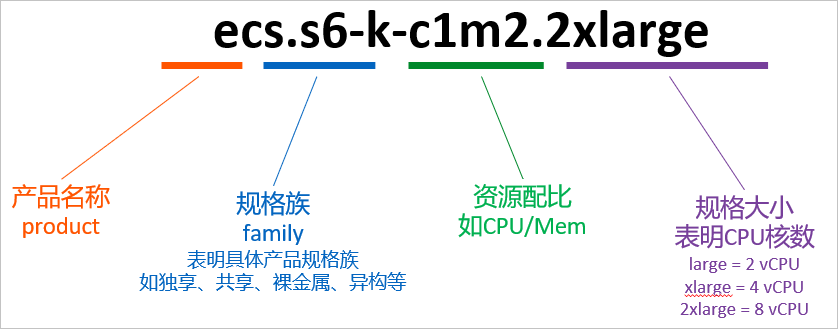 ecs.s6-k-c1m2.2xlarge
产品名称
product
规格族
family
表明具体产品规格族
如独享、共享、裸金属、异构等
资源配比
如CPU/Mem
规格大小
表明CPU核数
large = 2 vCPU
xlarge = 4 vCPU
2xlarge = 8 vCPU